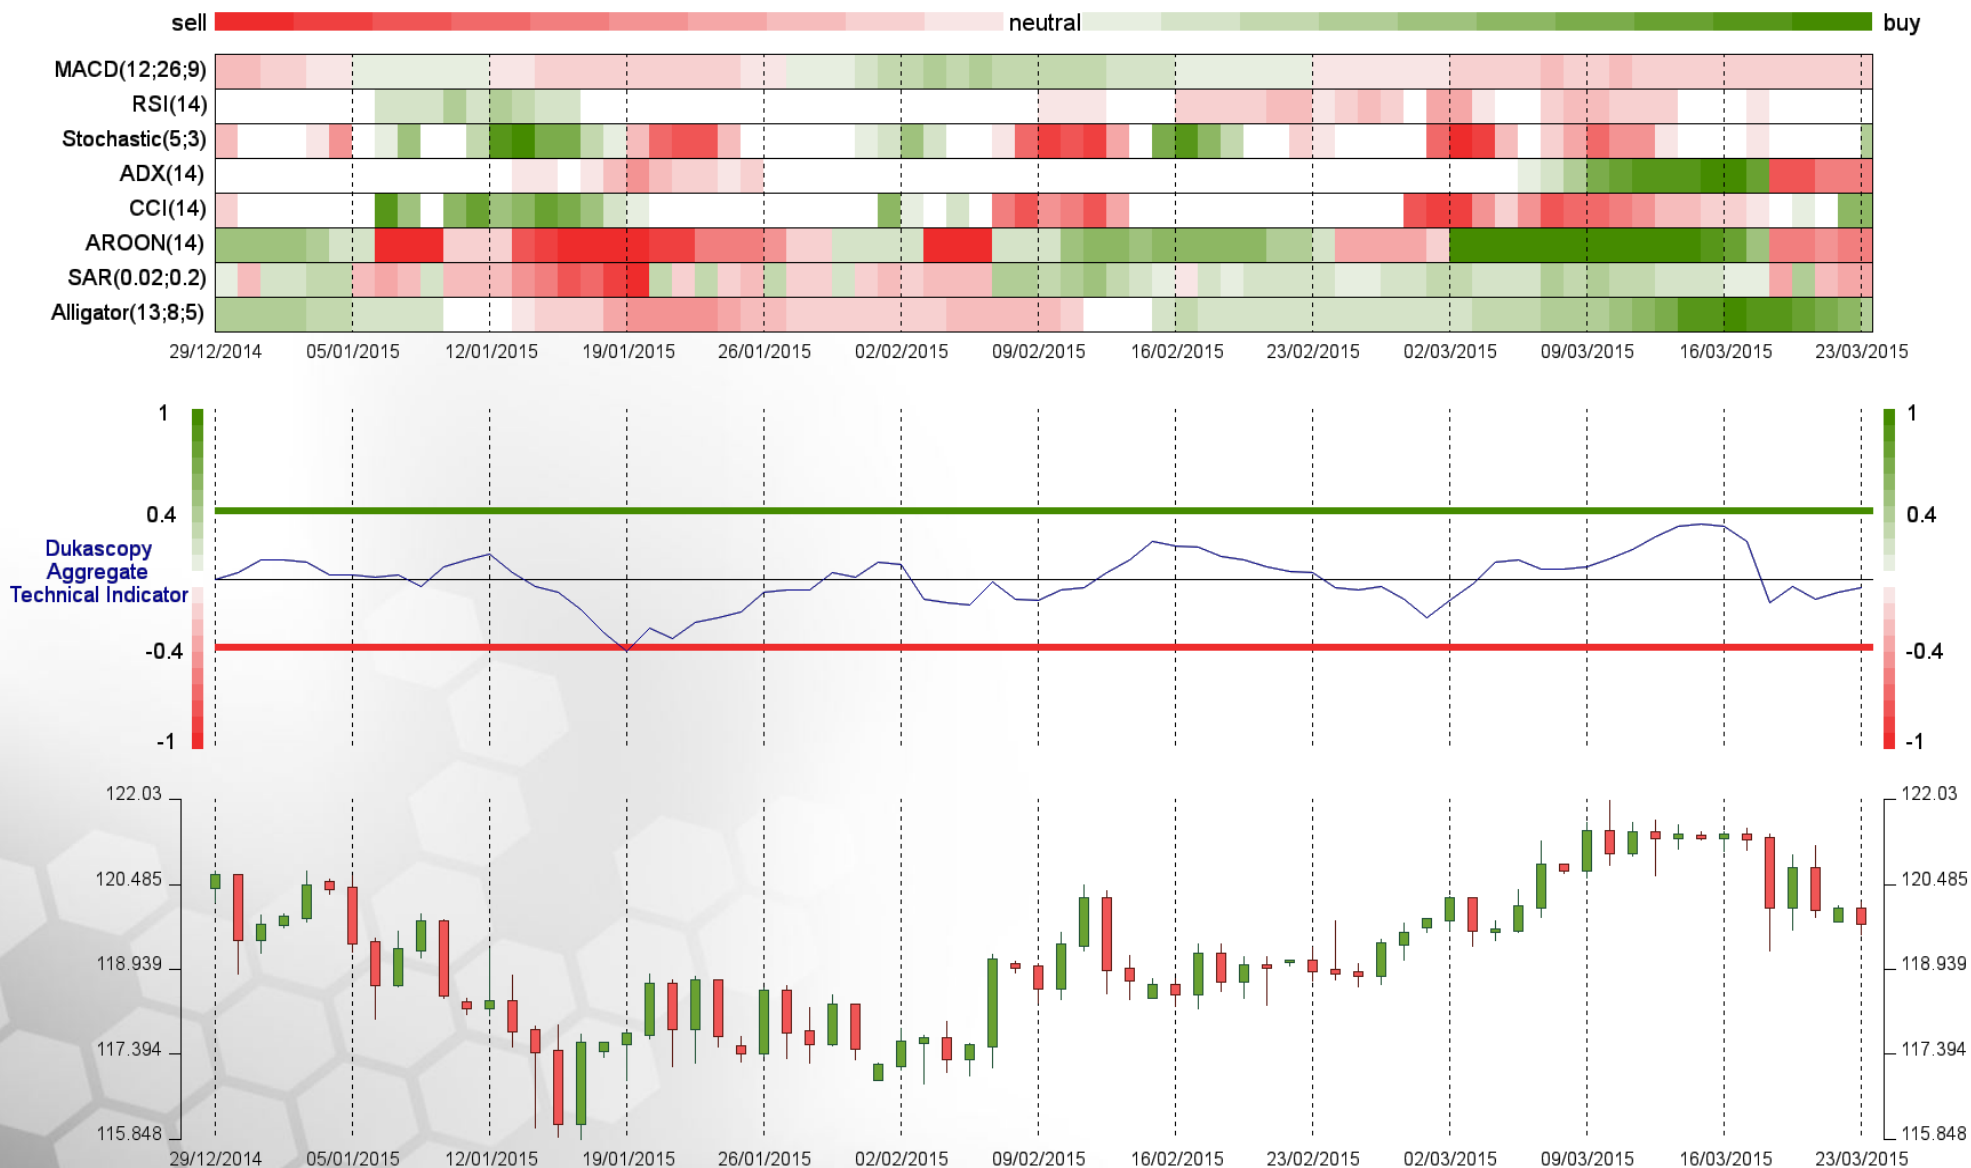 sell neutral buy
MACD(12;26;9)
RSI(14)
Stochastic(5;3)
ADX(14)
CCI(14)
AROON(14)
SAR(0.02;0.2)
Alligator(13;8;5)
29/12/2014 05/01/2015 12/01/2015 19/01/2015 26/01/2015 02/02/2015 09/02/2015 16/02/2015 23/02/2015 02/03/2015 09/03/2015 16/03/2015 23/03/2015
1 1
0.4 0.4
Dukascopy
Aggregate
Technical Indicator
-0.4 -0.4
-1 -1
122.03 122.03
120.485 120.485
118.939 118.939
117.394 117.394
115.848 115.848
29/12/2014 05/01/2015 12/01/2015 19/01/2015 26/01/2015 02/02/2015 09/02/2015 16/02/2015 23/02/2015 02/03/2015 09/03/2015 16/03/2015 23/03/2015